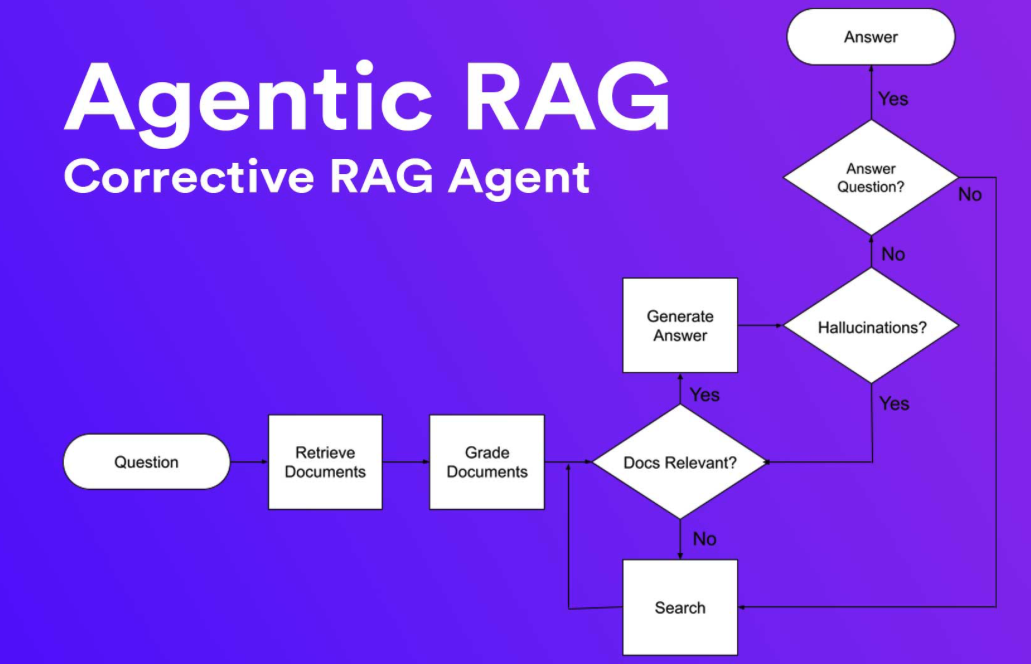 Agentic RAG
Corrective RAG Agent
Answer
Yes
Answer
Question?
No
No
Generate
Answer
Hallucinations?
Yes
Yes
Question
Retrieve
Documents
Grade
Documents
Docs Relevant?
No
Search